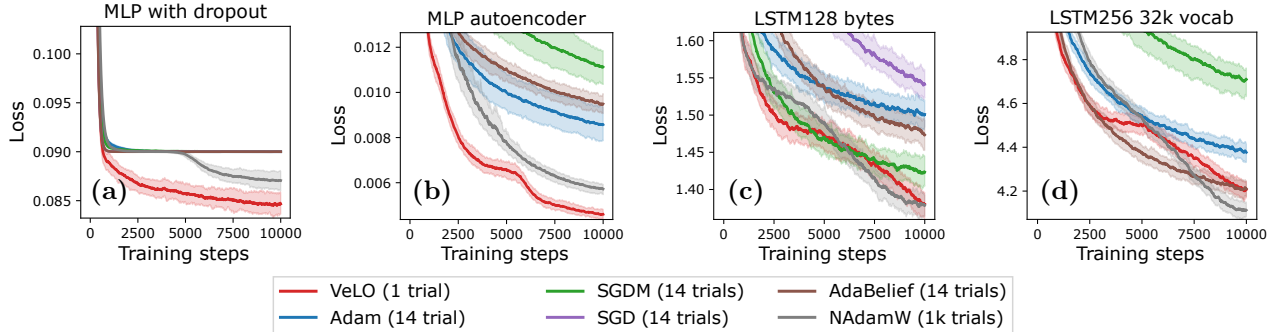 MLP with dropout
Loss
0.100
0.095
0.090
0.085
(a)
0 2500 5000 7500 10000
Training steps
MLP autoencoder
Loss
0.012
0.010
0.008
0.006
(b)
0 2500 5000 7500 10000
Training steps
LSTM128 bytes
Loss
1.60
1.55
1.50
1.45
1.40
(c)
0 2500 5000 7500 10000
Training steps
LSTM256 32k vocab
Loss
4.8
4.6
4.4
4.2
(d)
0 2500 5000 7500 10000
Training steps
VeLO (1 trial)
Adam (14 trial)
SGDM (14 trials)
SGD (14 trials)
AdaBelief (14 trials)
NAdamW (1k trials)